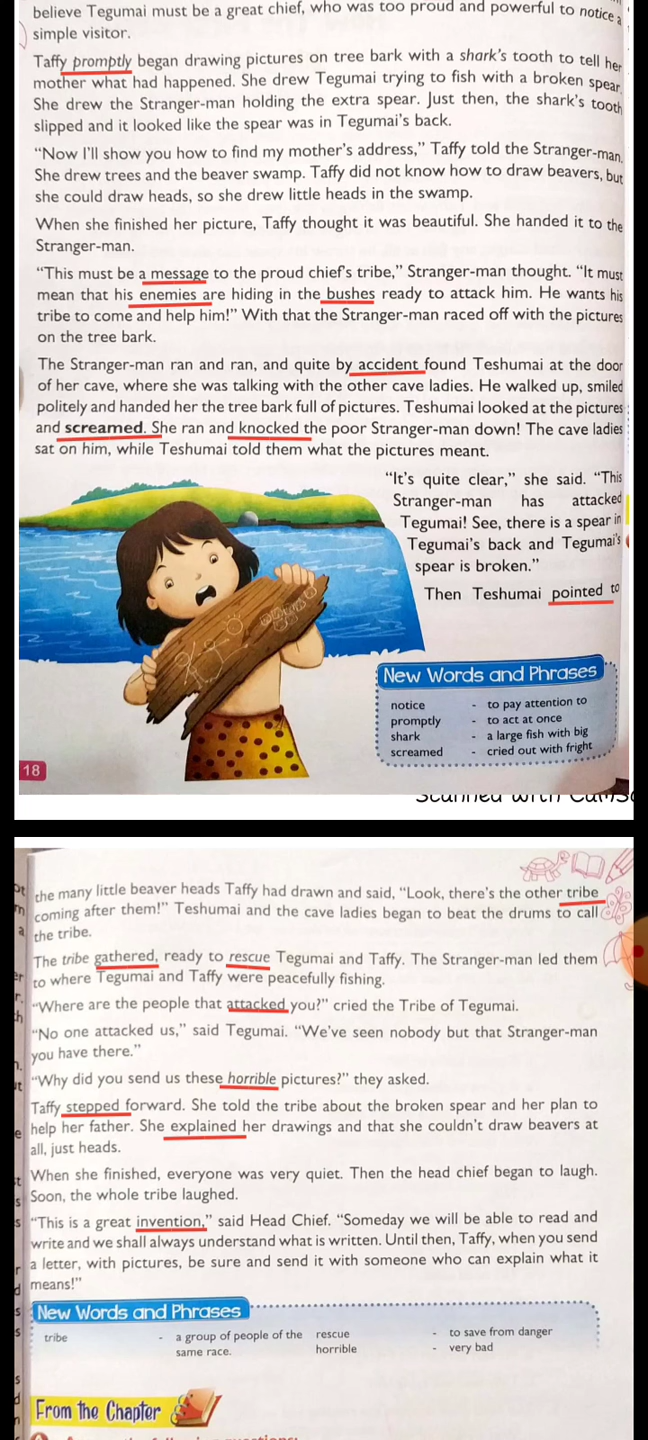 believe Tegumai must be a great chief, who was too proud and powerful to notice a
simple visitor.
Taffy promptly began drawing pictures on tree bark with a shark's tooth to tell her
mother what had happened. She drew Tegumai trying to fish with a broken spear.
She drew the Stranger-man holding the extra spear. Just then, the shark's tooth
slipped and it looked like the spear was in Tegumai's back.
“Now I'll show you how to find my mother's address,” Taffy told the Stranger-man.
She drew trees and the beaver swamp. Taffy did not know how to draw beavers, but
she could draw heads, so she drew little heads in the swamp.
When she finished her picture, Taffy thought it was beautiful. She handed it to the
Stranger-man.
“This must be a message to the proud chief's tribe,” Stranger-man thought. “It must
mean that his enemies are hiding in the bushes ready to attack him. He wants his
tribe to come and help him!” With that the Stranger-man raced off with the pictures
on the tree bark.
The Stranger-man ran and ran, and quite by accident found Teshumai at the door
of her cave, where she was talking with the other cave ladies. He walked up, smiled
politely and handed her the tree bark full of pictures. Teshumai looked at the pictures
and screamed. She ran and knocked the poor Stranger-man down! The cave ladies
sat on him, while Teshumai told them what the pictures meant.
“It's quite clear,” she said. “This
Stranger-man has attacked
Tegumai! See, there is a spear in
Tegumai's back and Tegumai's
spear is broken.”
Then Teshumai pointed to
New Words and Phrases
notice - to pay attention to
promptly - to act at once
shark - a large fish with big
screamed - cried out with fright
18
Scanned with
the many little beaver heads Taffy had drawn and said, “Look, there's the other tribe
coming after them!” Teshumai and the cave ladies began to beat the drums to call
the tribe.
The tribe gathered, ready to rescue Tegumai and Taffy. The Stranger-man led them
to where Tegumai and Taffy were peacefully fishing.
“Where are the people that attacked you?” cried the Tribe of Tegumai.
“No one attacked us,” said Tegumai. “We've seen nobody but that Stranger-man
you have there.”
“Why did you send us these horrible pictures?” they asked.
Taffy stepped forward. She told the tribe about the broken spear and her plan to
help her father. She explained her drawings and that she couldn't draw beavers at
all, just heads.
When she finished, everyone was very quiet. Then the head chief began to laugh.
Soon, the whole tribe laughed.
“This is a great invention,” said Head Chief. “Someday we will be able to read and
write and we shall always understand what is written. Until then, Taffy, when you send
a letter, with pictures, be sure and send it with someone who can explain what it
means!”
New Words and Phrases
tribe - a group of people of the same race.
rescue - to save from danger
horrible - very bad
From the Chapter